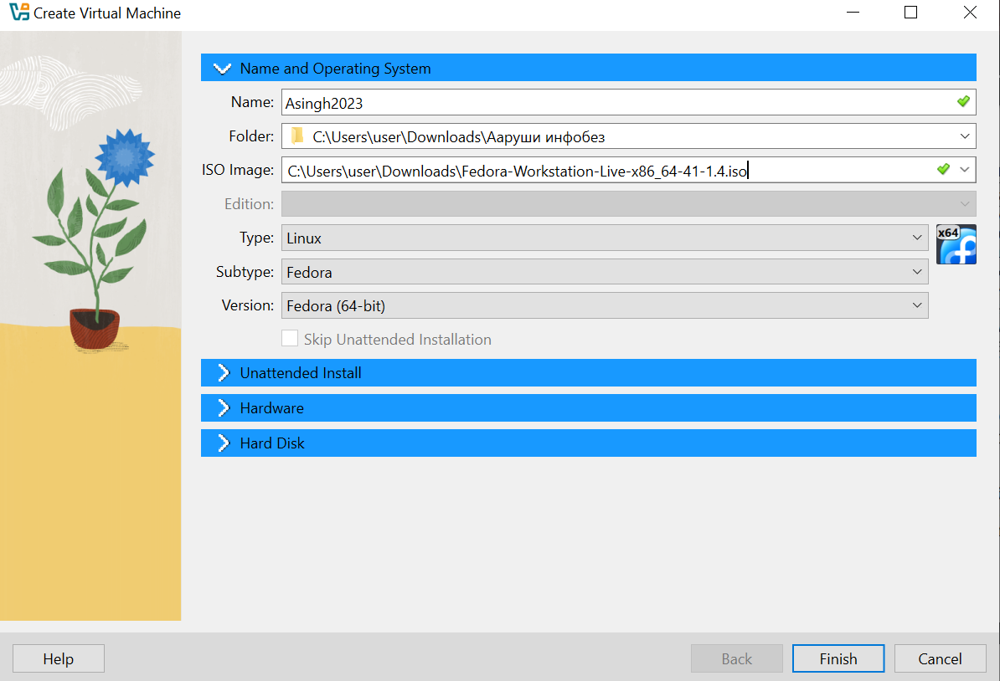 Create Virtual Machine
Name and Operating System
Name: Asingh2023
Folder: C:\Users\user\Downloads\Ааруши инфобез
ISO Image: C:\Users\user\Downloads\Fedora-Workstation-Live-x86_64-41-1.4.iso
Edition:
Type: Linux
x64
Subtype: Fedora
Version: Fedora (64-bit)
Skip Unattended Installation
Unattended Install
Hardware
Hard Disk
Help Back Finish Cancel